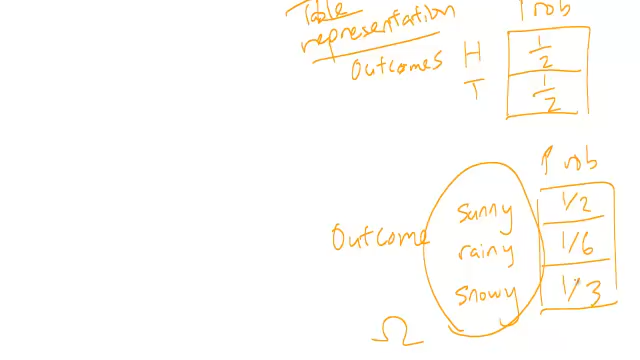 Table
representation
Prob
Outcomes
H 1/2
T 1/2
Prob
Outcome
sunny 1/2
rainy 1/6
snowy 1/3
Ω